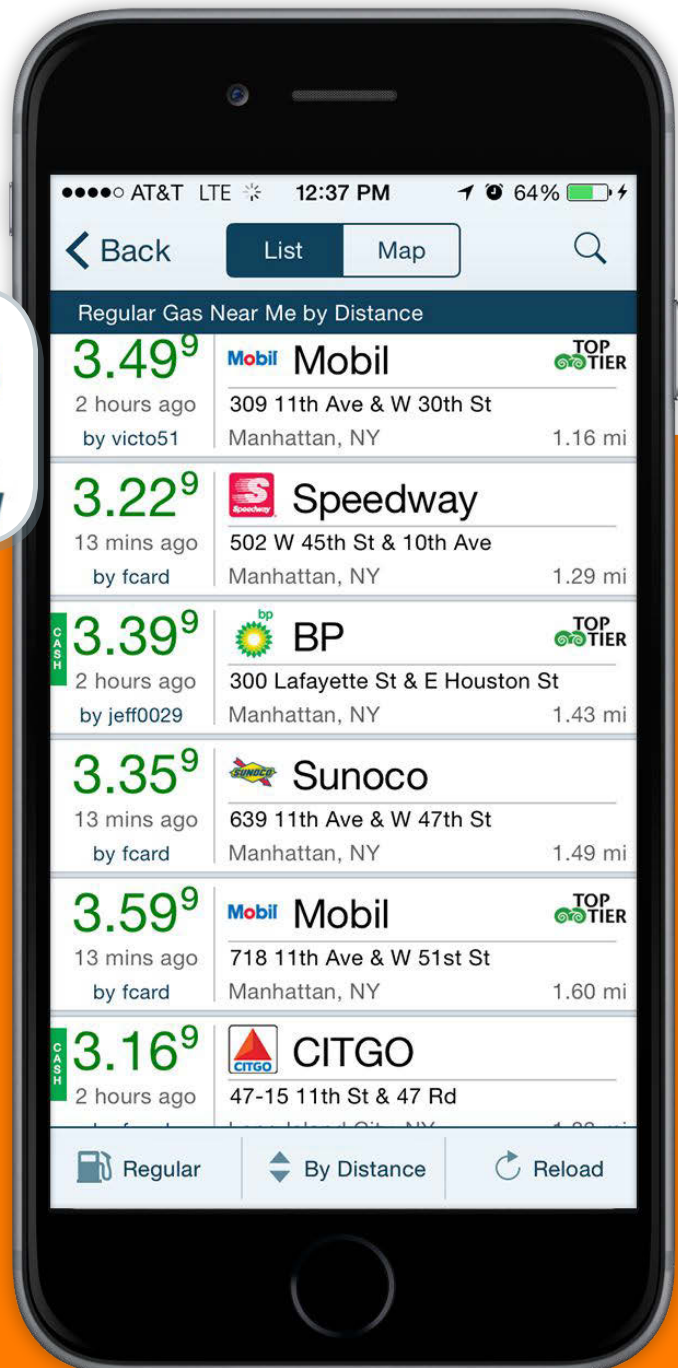 AT&T LTE 12:37 PM 64%
Back List Map
Regular Gas Near Me by Distance
3.49⁹ Mobil Mobil TOP TIER
2 hours ago 309 11th Ave & W 30th St
by victo51 Manhattan, NY 1.16 mi
3.22⁹ Speedway Speedway
13 mins ago 502 W 45th St & 10th Ave
by fcard Manhattan, NY 1.29 mi
CASH 3.39⁹ bp BP TOP TIER
2 hours ago 300 Lafayette St & E Houston St
by jeff0029 Manhattan, NY 1.43 mi
3.35⁹ SUNOCO Sunoco
13 mins ago 639 11th Ave & W 47th St
by fcard Manhattan, NY 1.49 mi
3.59⁹ Mobil Mobil TOP TIER
13 mins ago 718 11th Ave & W 51st St
by fcard Manhattan, NY 1.60 mi
CASH 3.16⁹ CITGO CITGO
2 hours ago 47-15 11th St & 47 Rd
Regular By Distance Reload